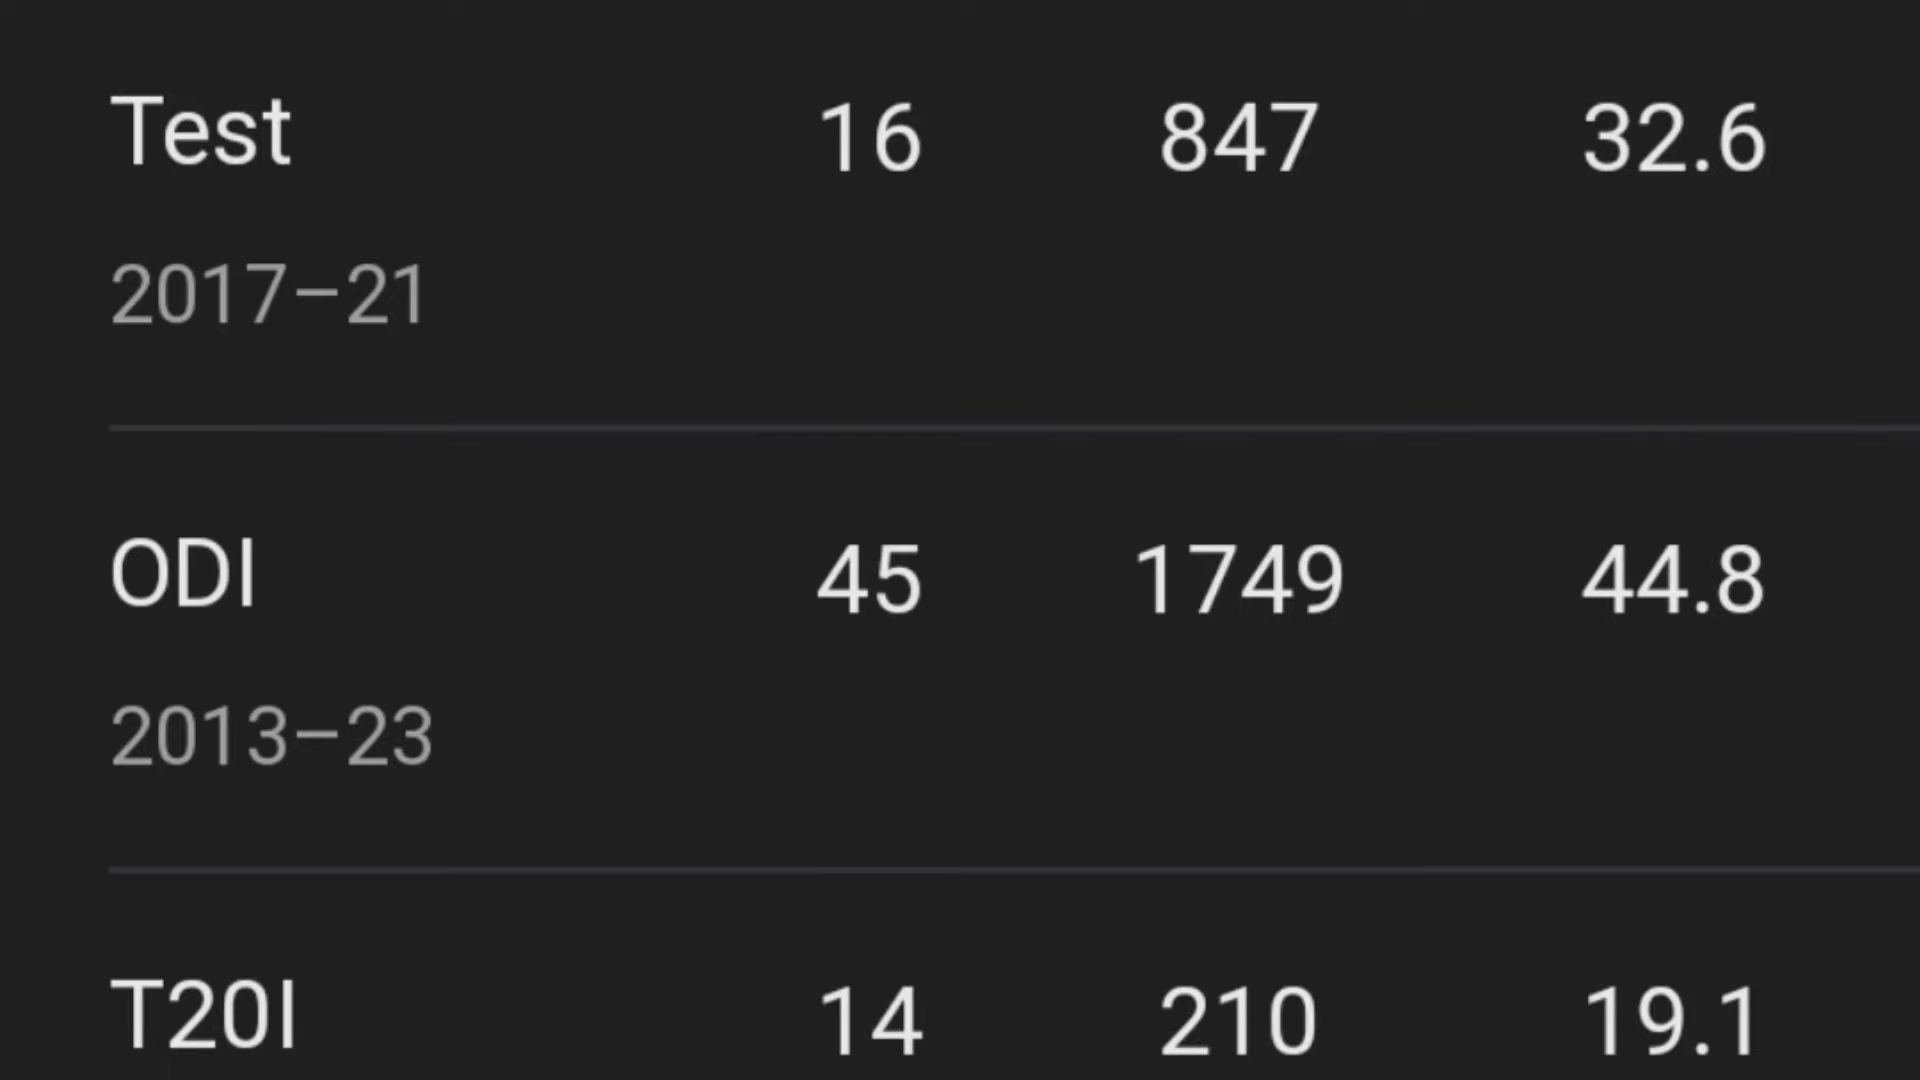 Test 16 847 32.6
2017–21
ODI 45 1749 44.8
2013–23
T20I 14 210 19.1